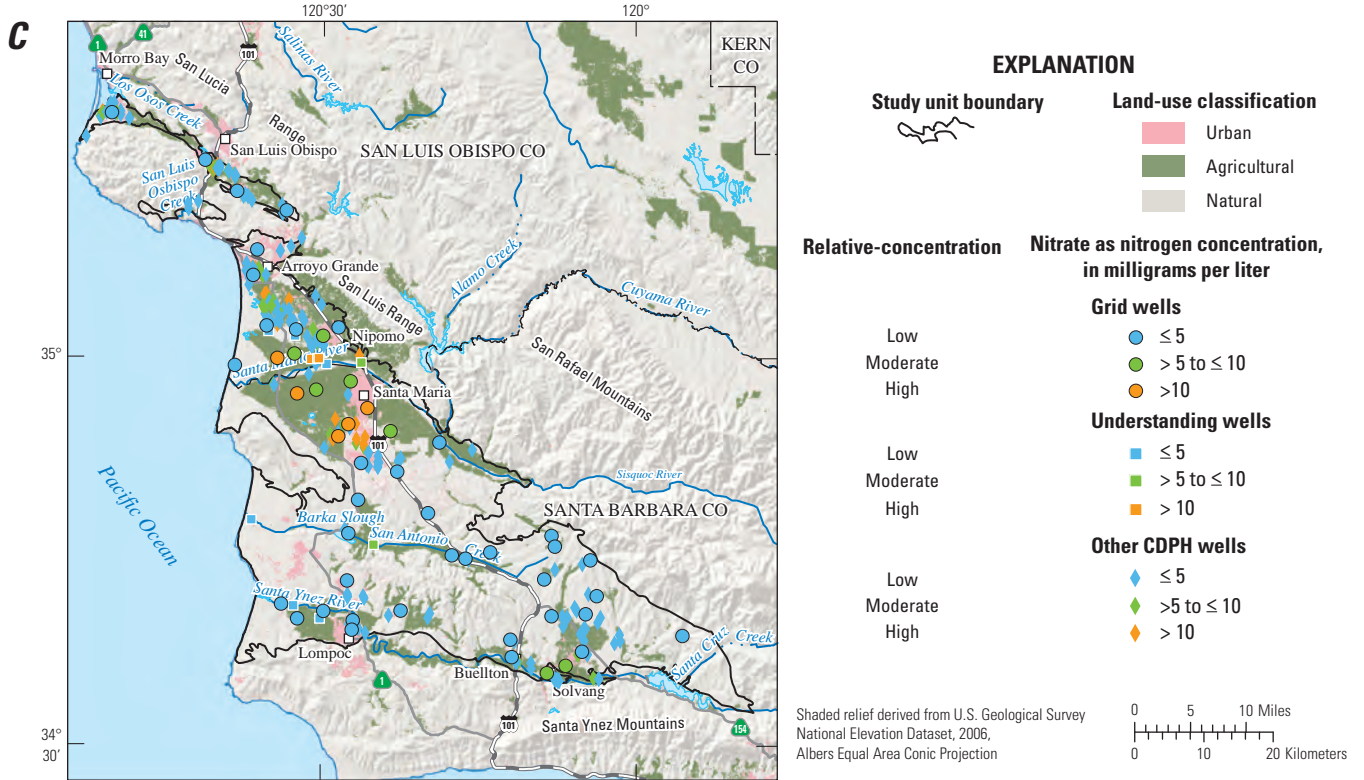 C
120°30'
120°
41
1
101
KERN
CO
Morro Bay
San Lucia
Range
Salinas River
Los Osos Creek
San Luis Obispo
SAN LUIS OBISPO CO
San Luis
Osbispo
Creek
Arroyo Grande
San Luis Range
Alamo Creek
Cuyama River
Nipomo
35°
Santa Maria River
San Rafael Mountains
Santa Maria
101
Sisquoc River
Pacific Ocean
SANTA BARBARA CO
Barka Slough
San Antonio
Creek
Santa Ynez River
Lompoc
Santa Cruz
Creek
Buellton
Solvang
1
101
Santa Ynez Mountains
154
34°
30'
EXPLANATION
Study unit boundary
Land-use classification
Urban
Agricultural
Natural
Relative-concentration
Nitrate as nitrogen concentration,
in milligrams per liter
Grid wells
Low ≤ 5
Moderate > 5 to ≤ 10
High >10
Understanding wells
Low ≤ 5
Moderate > 5 to ≤ 10
High > 10
Other CDPH wells
Low ≤ 5
Moderate >5 to ≤ 10
High > 10
Shaded relief derived from U.S. Geological Survey
National Elevation Dataset, 2006,
Albers Equal Area Conic Projection
0 5 10 Miles
0 10 20 Kilometers